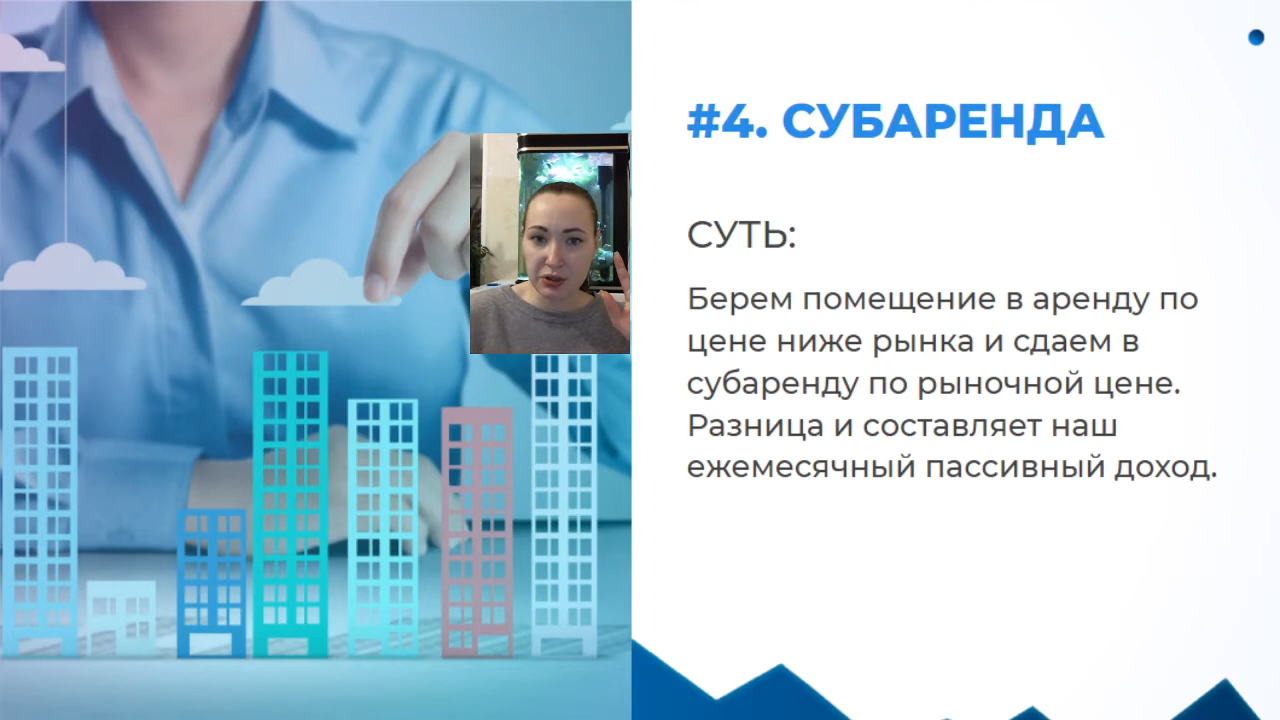 #4. СУБАРЕНДА
СУТЬ:
Берем помещение в аренду по
цене ниже рынка и сдаем в
субаренду по рыночной цене.
Разница и составляет наш
ежемесячный пассивный доход.